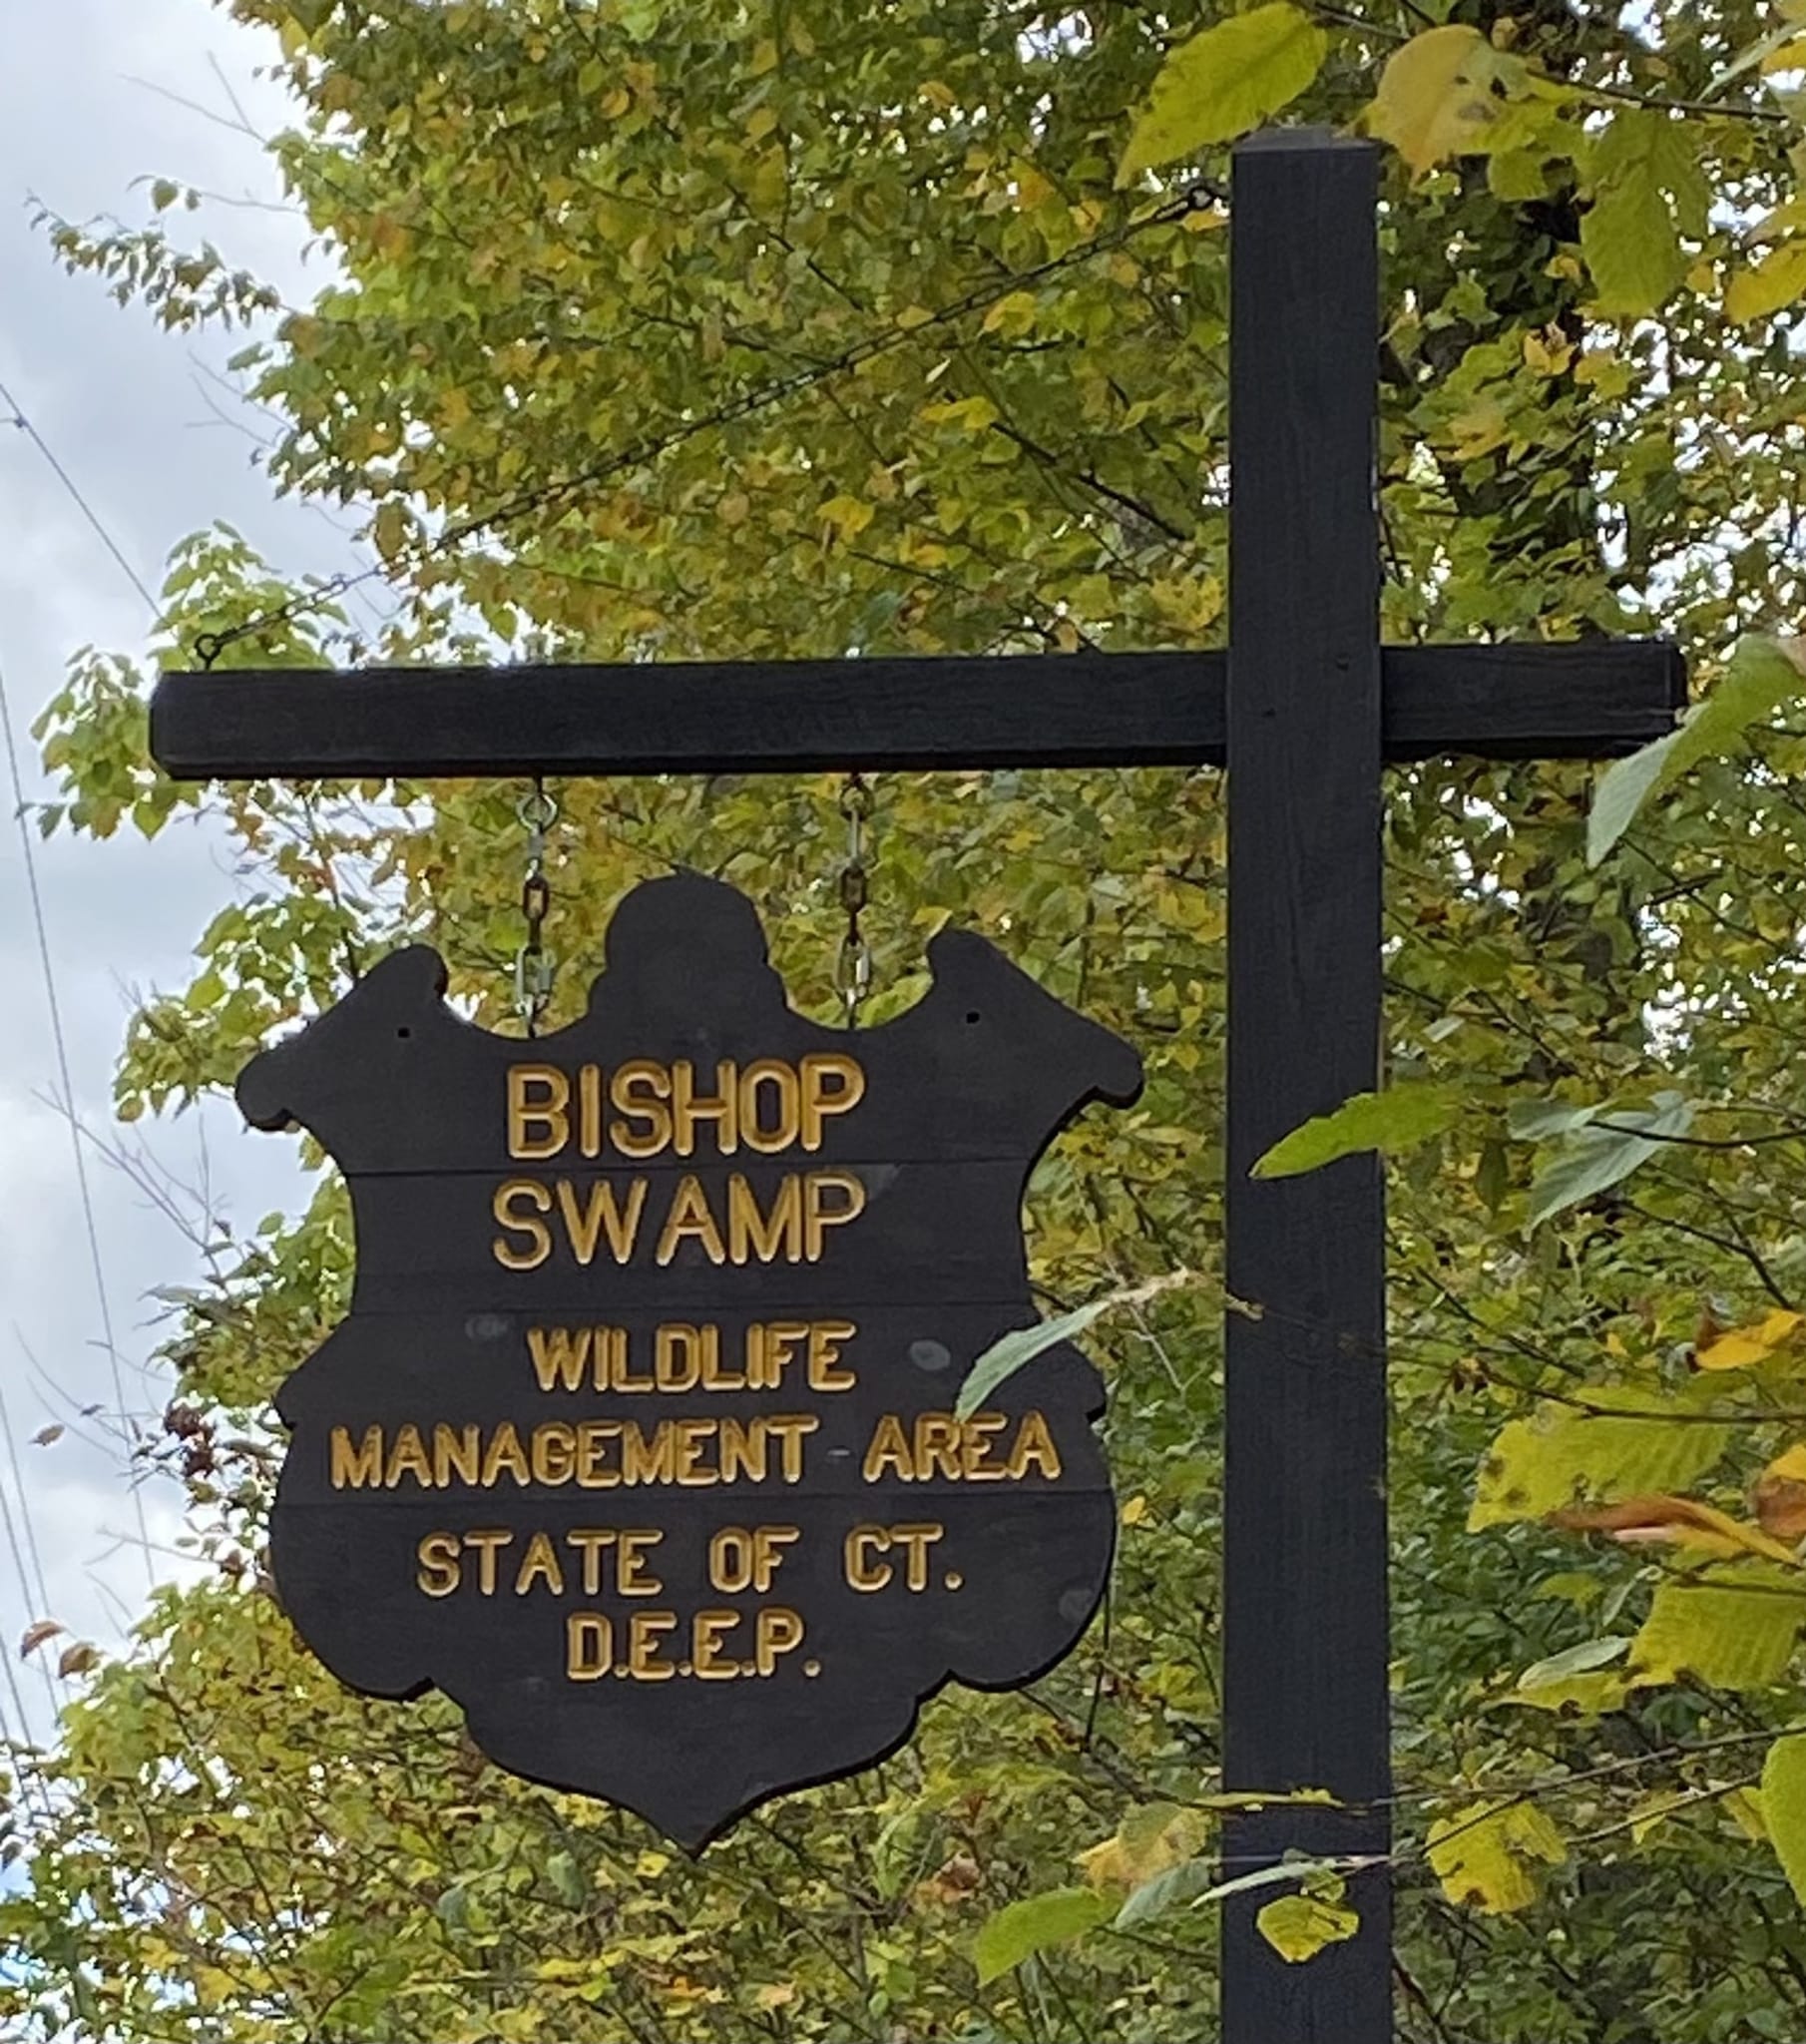 BISHOP
SWAMP
WILDLIFE
MANAGEMENT AREA
STATE OF CT.
D.E.E.P.